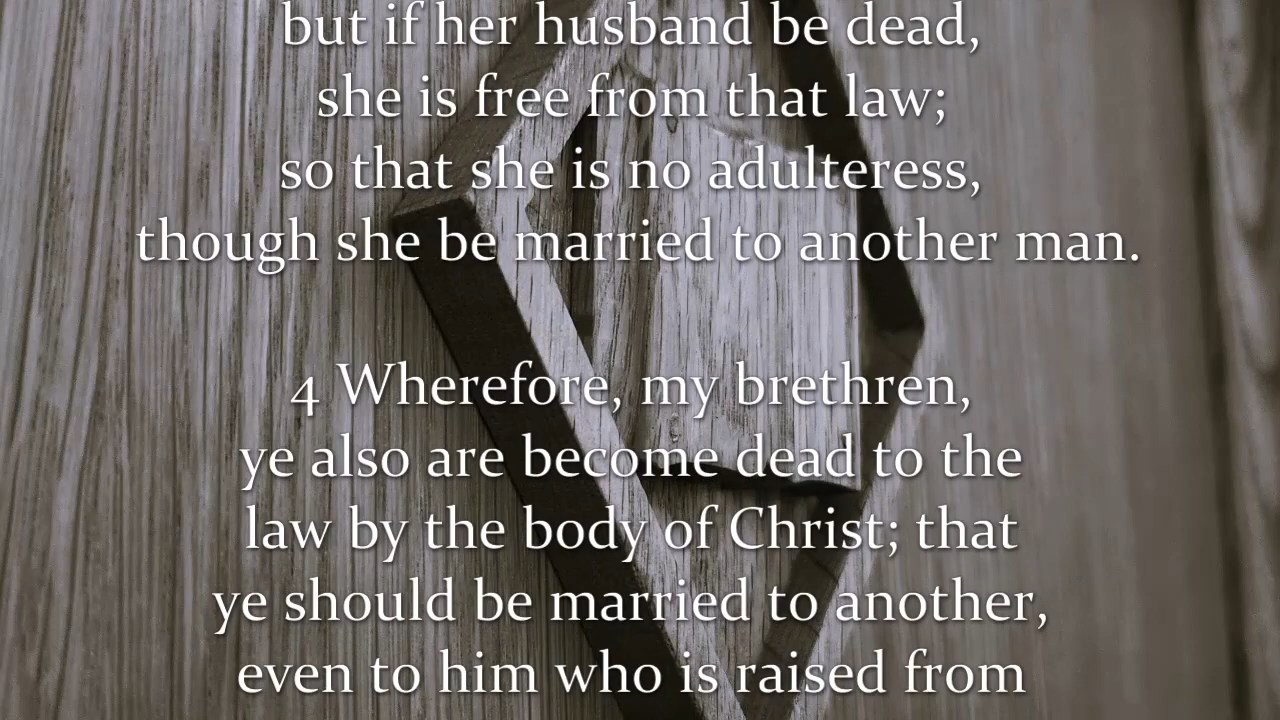 but if her husband be dead,
she is free from that law;
so that she is no adulteress,
though she be married to another man.
4 Wherefore, my brethren,
ye also are become dead to the
law by the body of Christ; that
ye should be married to another,
even to him who is raised from